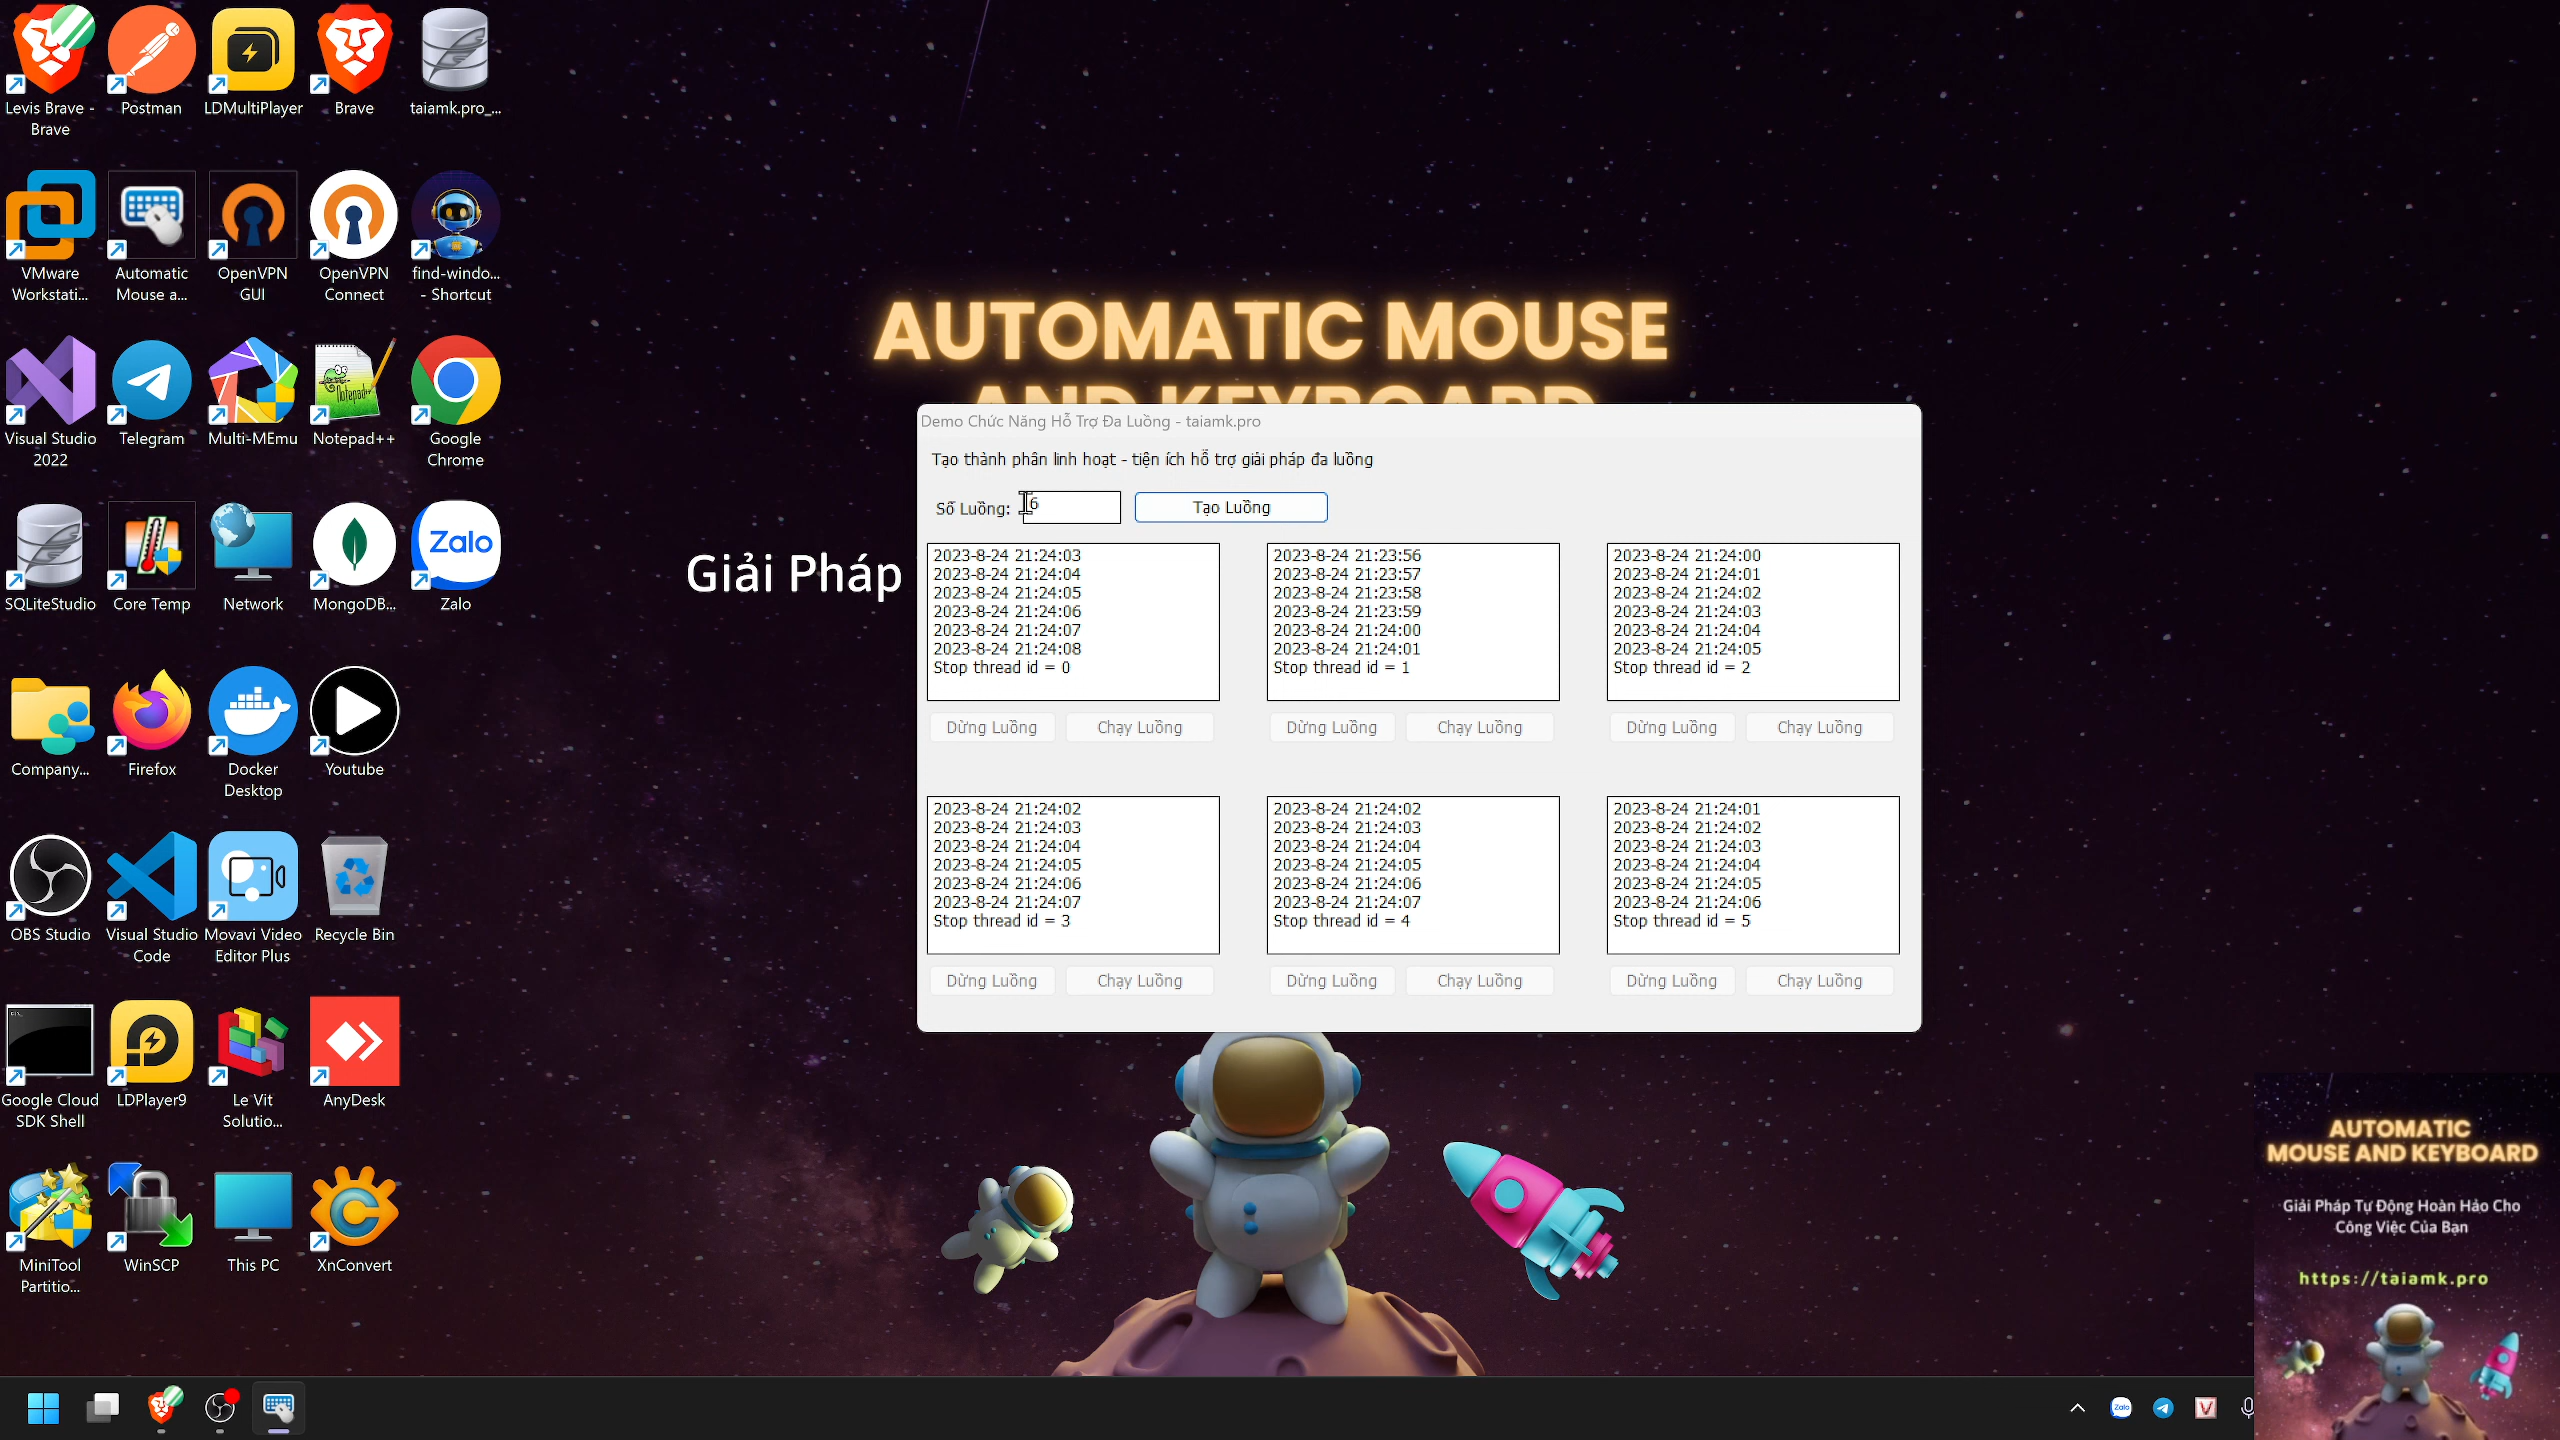 Levis Brave -
Brave
Postman
LDMultiPlayer
Brave
taiamk.pro_...
VMware
Workstati...
Automatic
Mouse a...
OpenVPN
GUI
OpenVPN
Connect
find-windo...
- Shortcut
Visual Studio
2022
Telegram
Multi-MEmu
Notepad++
Google
Chrome
SQLiteStudio
Core Temp
Network
MongoDB...
Zalo
Zalo
Company...
Firefox
Docker
Desktop
Youtube
OBS Studio
Visual Studio
Code
Movavi Video
Editor Plus
Recycle Bin
Google Cloud
SDK Shell
LDPlayer9
Le Vit
Solutio...
AnyDesk
MiniTool
Partitio...
WinSCP
This PC
XnConvert
AUTOMATIC MOUSE
AND KEYBOARD
Giải Pháp
Demo Chức Năng Hỗ Trợ Đa Luồng - taiamk.pro
Tạo thành phân linh hoạt - tiện ích hỗ trợ giải pháp đa luồng
Số Luồng: 6 Tạo Luồng
2023-8-24 21:24:03
2023-8-24 21:24:04
2023-8-24 21:24:05
2023-8-24 21:24:06
2023-8-24 21:24:07
2023-8-24 21:24:08
Stop thread id = 0
Dừng Luồng Chạy Luồng
2023-8-24 21:23:56
2023-8-24 21:23:57
2023-8-24 21:23:58
2023-8-24 21:23:59
2023-8-24 21:24:00
2023-8-24 21:24:01
Stop thread id = 1
Dừng Luồng Chạy Luồng
2023-8-24 21:24:00
2023-8-24 21:24:01
2023-8-24 21:24:02
2023-8-24 21:24:03
2023-8-24 21:24:04
2023-8-24 21:24:05
Stop thread id = 2
Dừng Luồng Chạy Luồng
2023-8-24 21:24:02
2023-8-24 21:24:03
2023-8-24 21:24:04
2023-8-24 21:24:05
2023-8-24 21:24:06
2023-8-24 21:24:07
Stop thread id = 3
Dừng Luồng Chạy Luồng
2023-8-24 21:24:02
2023-8-24 21:24:03
2023-8-24 21:24:04
2023-8-24 21:24:05
2023-8-24 21:24:06
2023-8-24 21:24:07
Stop thread id = 4
Dừng Luồng Chạy Luồng
2023-8-24 21:24:01
2023-8-24 21:24:02
2023-8-24 21:24:03
2023-8-24 21:24:04
2023-8-24 21:24:05
2023-8-24 21:24:06
Stop thread id = 5
Dừng Luồng Chạy Luồng
AUTOMATIC
MOUSE AND KEYBOARD
Giải Pháp Tự Động Hoàn Hảo Cho
Công Việc Của Bạn
https://taiamk.pro